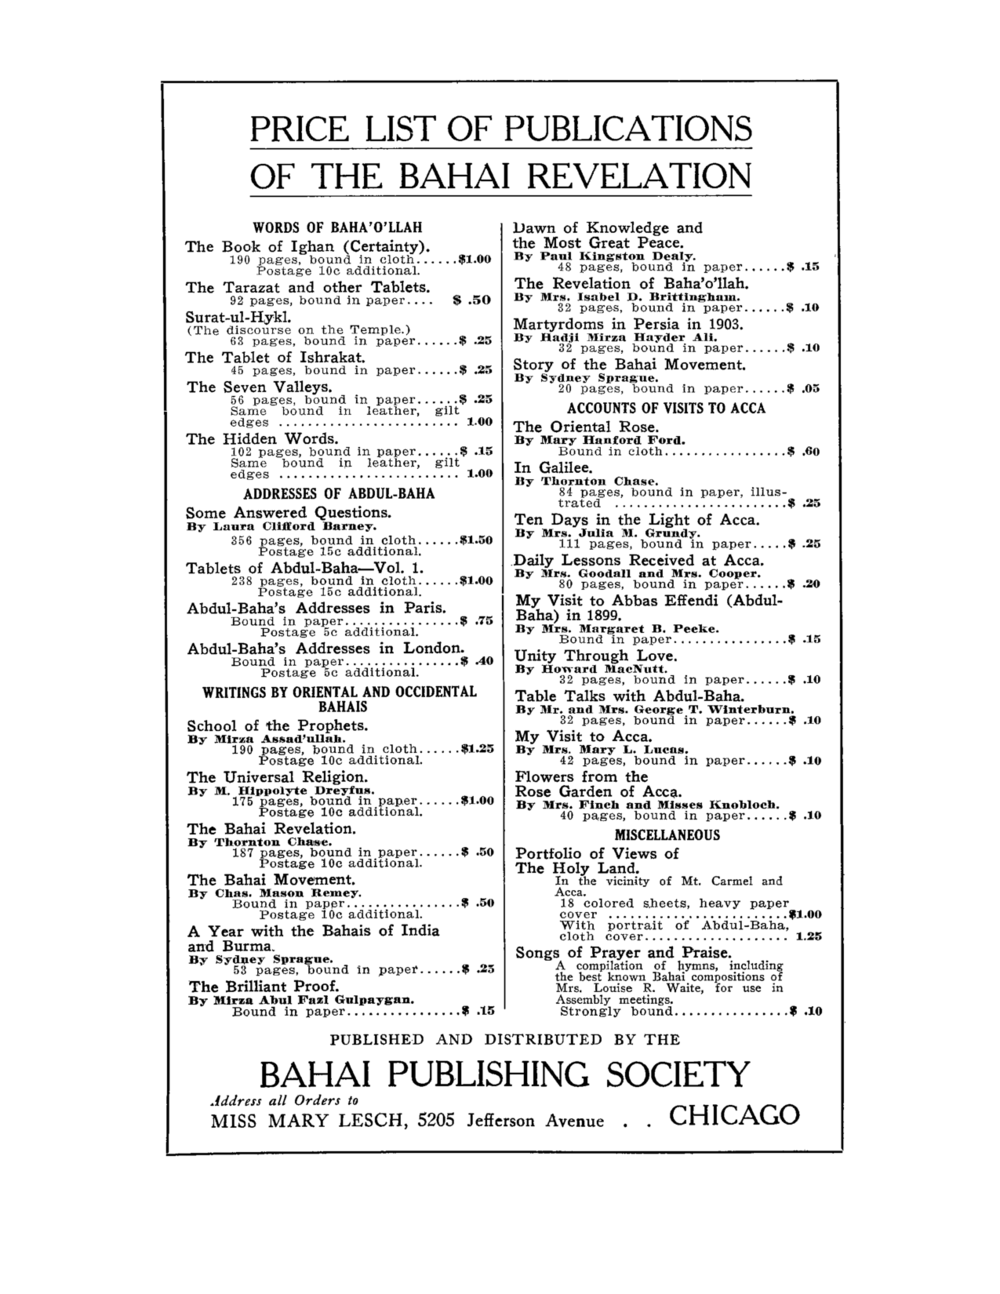 PRICE LIST OF PUBLICATIONS
OF THE BAHAI REVELATION
WORDS OF BAHA'O'LLAH
The Book of Ighan (Certainty).
190 pages, bound in cloth......$1.00
Postage 10c additional.
The Tarazat and other Tablets.
92 pages, bound in paper.... $ .50
Surat-ul-Hykl.
(The discourse on the Temple.)
63 pages, bound in paper......$ .25
The Tablet of Ishrakat.
45 pages, bound in paper......$ .25
The Seven Valleys.
56 pages, bound in paper......$ .25
Same bound in leather, gilt
edges .......................... 1.00
The Hidden Words.
102 pages, bound in paper......$ .15
Same bound in leather, gilt
edges .......................... 1.00
ADDRESSES OF ABDUL-BAHA
Some Answered Questions.
By Laura Clifford Barney.
356 pages, bound in cloth......$1.50
Postage 15c additional.
Tablets of Abdul-Baha—Vol. 1.
238 pages, bound in cloth......$1.00
Postage 15c additional.
Abdul-Baha's Addresses in Paris.
Bound in paper................$ .75
Postage 5c additional.
Abdul-Baha's Addresses in London.
Bound in paper................$ .40
Postage 5c additional.
WRITINGS BY ORIENTAL AND OCCIDENTAL
BAHAIS
School of the Prophets.
By Mirza Assad'ullah.
190 pages, bound in cloth......$1.25
Postage 10c additional.
The Universal Religion.
By M. Hippolyte Dreyfus.
175 pages, bound in paper......$1.00
Postage 10c additional.
The Bahai Revelation.
By Thornton Chase.
187 pages, bound in paper......$ .50
Postage 10c additional.
The Bahai Movement.
By Chas. Mason Remey.
Bound in paper................$ .50
Postage 10c additional.
A Year with the Bahais of India
and Burma.
By Sydney Sprague.
53 pages, bound in paper......$ .25
The Brilliant Proof.
By Mirza Abul Fazl Gulpaygan.
Bound in paper................$ .15
Dawn of Knowledge and
the Most Great Peace.
By Paul Kingston Dealy.
48 pages, bound in paper......$ .15
The Revelation of Baha'o'llah.
By Mrs. Isabel D. Brittingham.
32 pages, bound in paper......$ .10
Martyrdoms in Persia in 1903.
By Hadji Mirza Hayder Ali.
32 pages, bound in paper......$ .10
Story of the Bahai Movement.
By Sydney Sprague.
20 pages, bound in paper......$ .05
ACCOUNTS OF VISITS TO ACCA
The Oriental Rose.
By Mary Hanford Ford.
Bound in cloth.................$ .60
In Galilee.
By Thornton Chase.
84 pages, bound in paper, illus-
trated ........................$ .25
Ten Days in the Light of Acca.
By Mrs. Julia M. Grundy.
111 pages, bound in paper.....$ .25
Daily Lessons Received at Acca.
By Mrs. Goodall and Mrs. Cooper.
80 pages, bound in paper......$ .20
My Visit to Abbas Effendi (Abdul-
Baha) in 1899.
By Mrs. Margaret B. Peeke.
Bound in paper................$ .15
Unity Through Love.
By Howard MacNutt.
32 pages, bound in paper......$ .10
Table Talks with Abdul-Baha.
By Mr. and Mrs. George T. Winterburn.
32 pages, bound in paper......$ .10
My Visit to Acca.
By Mrs. Mary L. Lucas.
42 pages, bound in paper......$ .10
Flowers from the
Rose Garden of Acca.
By Mrs. Finch and Misses Knobloch.
40 pages, bound in paper......$ .10
MISCELLANEOUS
Portfolio of Views of
The Holy Land.
In the vicinity of Mt. Carmel and
Acca.
18 colored sheets, heavy paper
cover .........................$1.00
With portrait of Abdul-Baha,
cloth cover.................... 1.25
Songs of Prayer and Praise.
A compilation of hymns, including
the best known Bahai compositions of
Mrs. Louise R. Waite, for use in
Assembly meetings.
Strongly bound................$ .10
PUBLISHED AND DISTRIBUTED BY THE
BAHAI PUBLISHING SOCIETY
Address all Orders to
MISS MARY LESCH, 5205 Jefferson Avenue . . CHICAGO